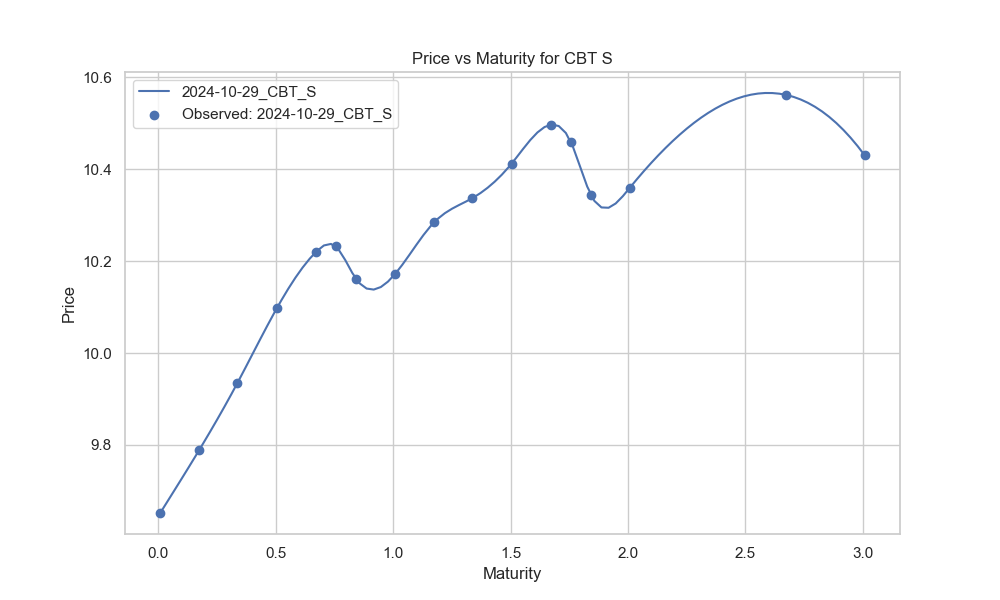 Price vs Maturity for CBT S
2024-10-29_CBT_S
Observed: 2024-10-29_CBT_S
Price
10.6
10.4
10.2
10.0
9.8
0.0
0.5
1.0
1.5
2.0
2.5
3.0
Maturity